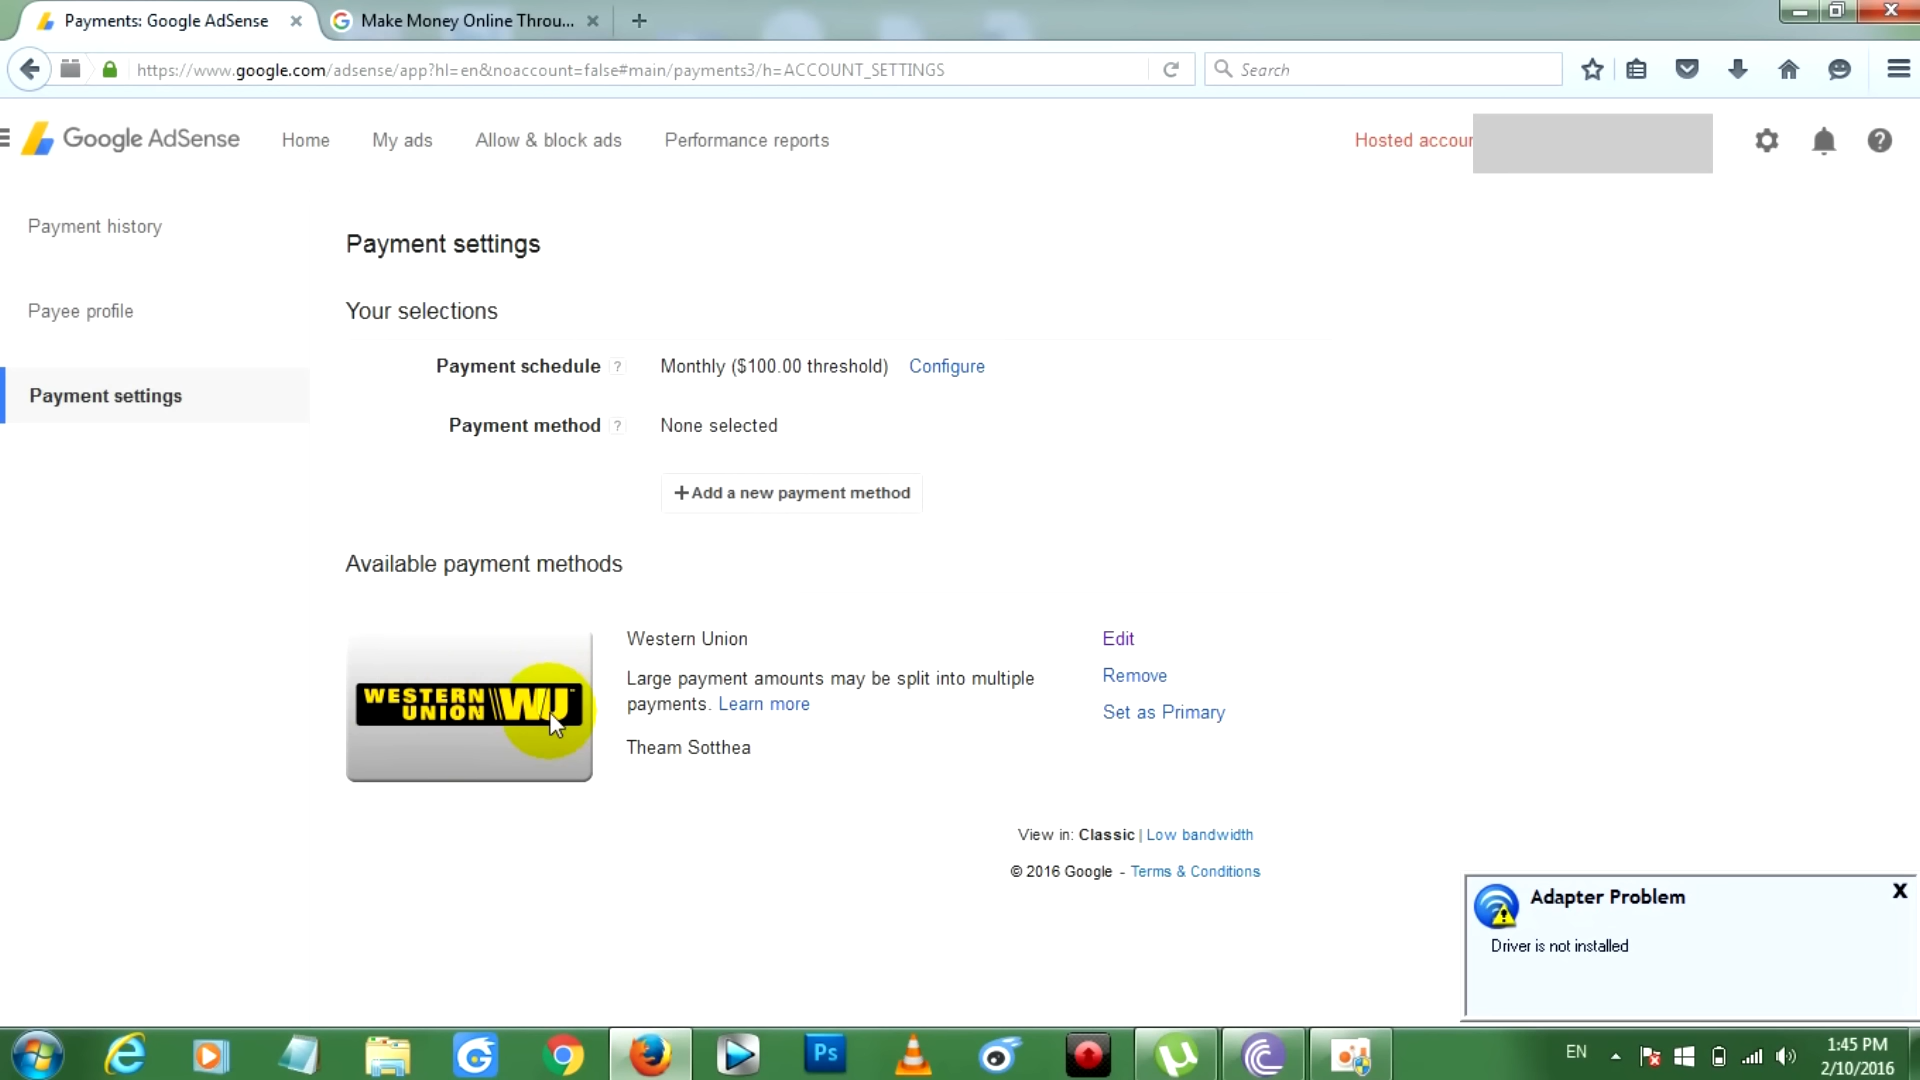 Payments: Google AdSense
Make Money Online Throu...
https://www.google.com/adsense/app?hl=en&noaccount=false#main/payments3/h=ACCOUNT_SETTINGS
Search
Google AdSense
Home
My ads
Allow & block ads
Performance reports
Hosted accoun
Payment history
Payee profile
Payment settings
Payment settings
Your selections
Payment schedule ? Monthly ($100.00 threshold) Configure
Payment method ? None selected
+Add a new payment method
Available payment methods
WESTERN UNION WU
Western Union
Large payment amounts may be split into multiple
payments. Learn more
Theam Sotthea
Edit
Remove
Set as Primary
View in: Classic | Low bandwidth
© 2016 Google - Terms & Conditions
Adapter Problem
X
Driver is not installed
Ps
EN
1:45 PM
2/10/2016